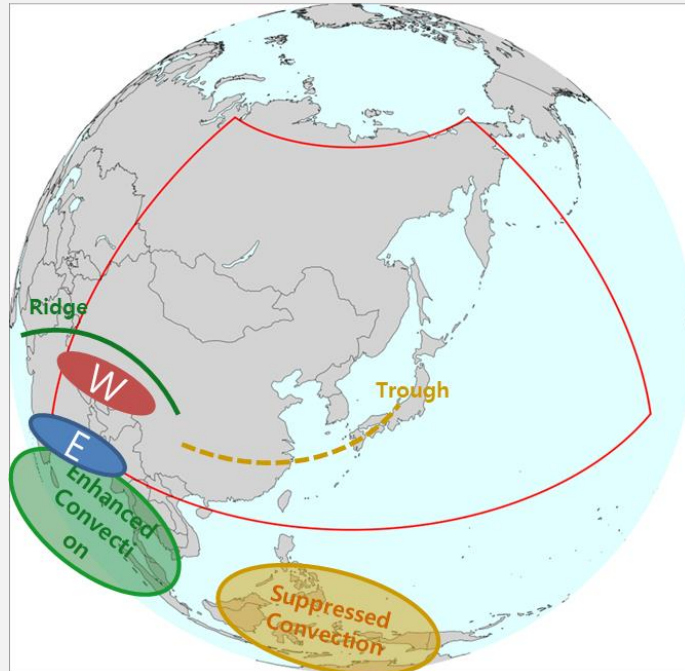 Ridge
W
Trough
E
Enhanced
Convecti
on
Suppressed
Convection